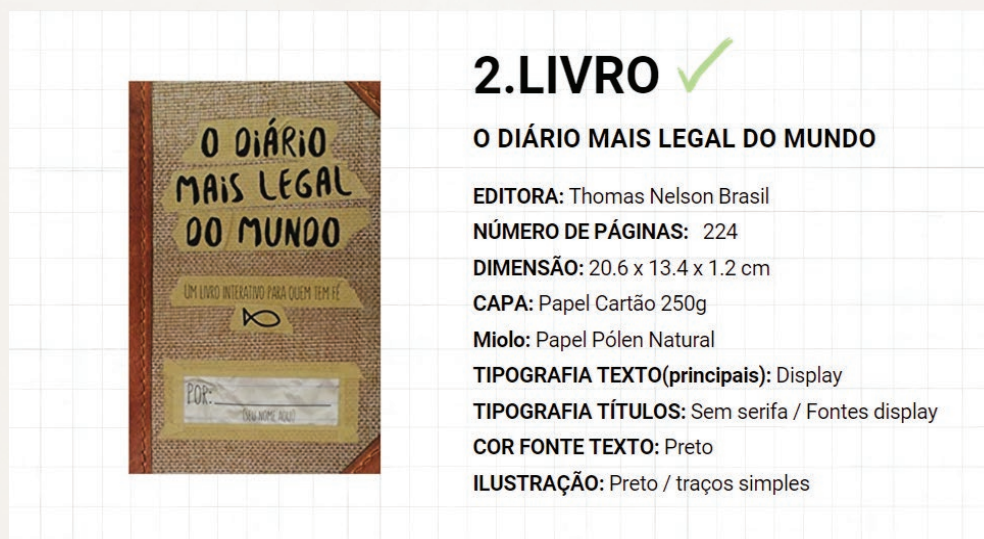 2.LIVRO
O DIÁRIO MAIS LEGAL DO MUNDO
EDITORA: Thomas Nelson Brasil
NÚMERO DE PÁGINAS: 224
DIMENSÃO: 20.6 x 13.4 x 1.2 cm
CAPA: Papel Cartão 250g
Miolo: Papel Pólen Natural
TIPOGRAFIA TEXTO(principais): Display
TIPOGRAFIA TÍTULOS: Sem serifa / Fontes display
COR FONTE TEXTO: Preto
ILUSTRAÇÃO: Preto / traços simples
O DIÁRIO
MAIS LEGAL
DO MUNDO
UM LIVRO INTERATIVO PARA QUEM TEM FÉ
POR:
(SEU NOME AQUI)